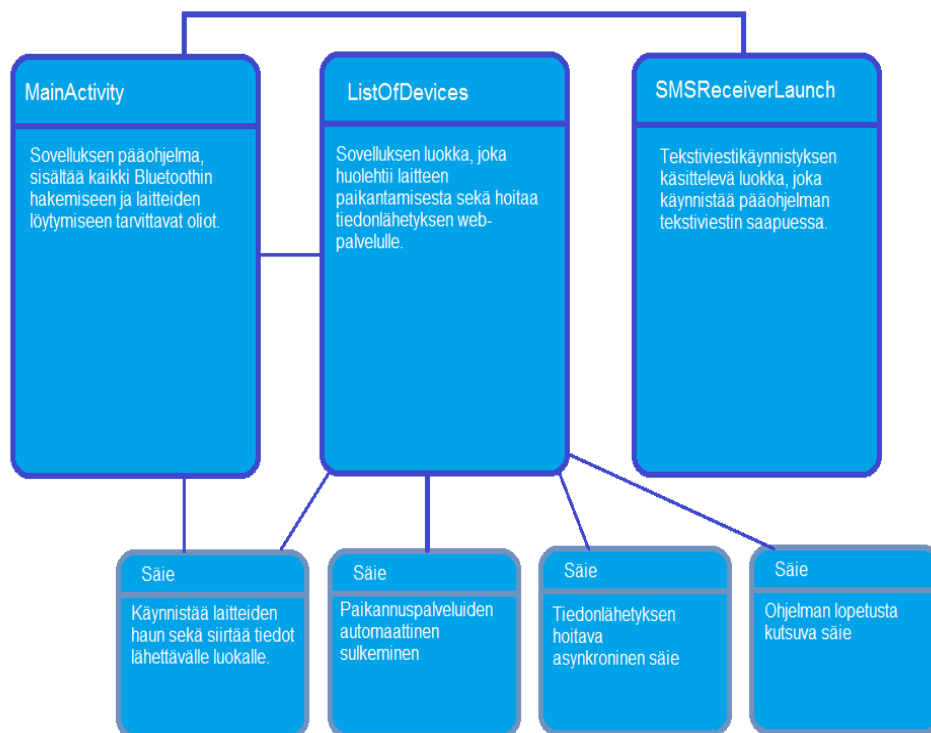 MainActivity
Sovelluksen pääohjelma,
sisältää kaikki Bluetoothin
hakemiseen ja laitteiden
löytymiseen tarvittavat oliot.
ListOfDevices
Sovelluksen luokka, joka
huolehtii laitteen
paikantamisesta sekä hoitaa
tiedonlähetyksen web-
palvelulle.
SMSReceiverLaunch
Tekstiviestikäynnistyksen
käsittelevä luokka, joka
käynnistää pääohjelman
tekstiviestin saapuessa.
Säie
Käynnistää laitteiden
haun sekä siirtää tiedot
lähettävälle luokalle.
Säie
Paikannuspalveluiden
automaattinen
sulkeminen
Säie
Tiedonlähetyksen
hoitava
asynkroninen säie
Säie
Ohjelman lopetusta
kutsuva säie